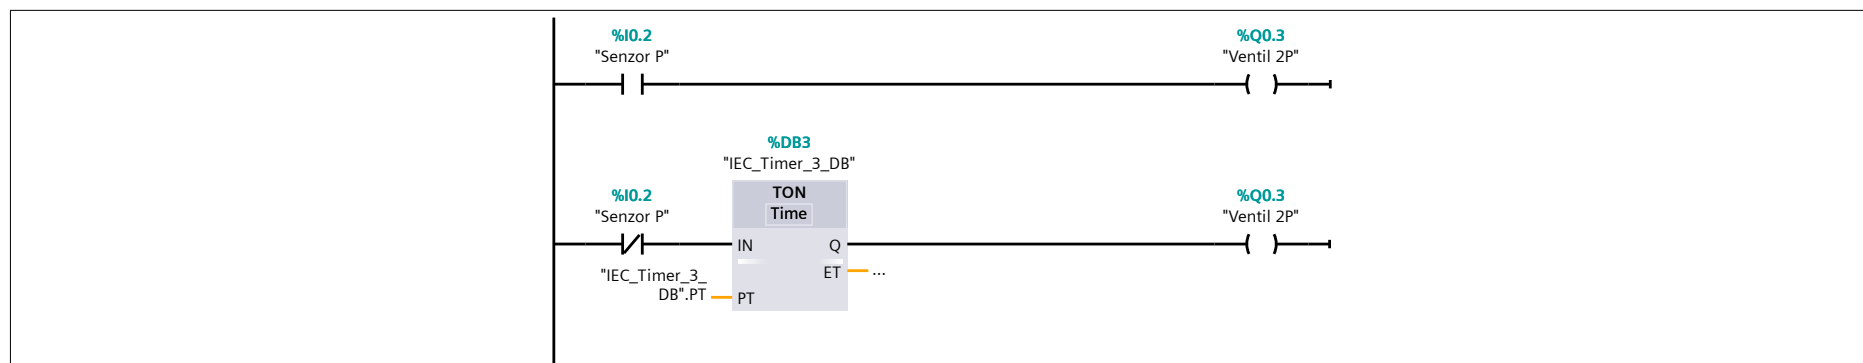 %I0.2
"Senzor P"
%Q0.3
"Ventil 2P"
%DB3
"IEC_Timer_3_DB"
TON
Time
%I0.2
"Senzor P"
%Q0.3
"Ventil 2P"
IN
Q
ET
...
"IEC_Timer_3_
DB".PT
PT